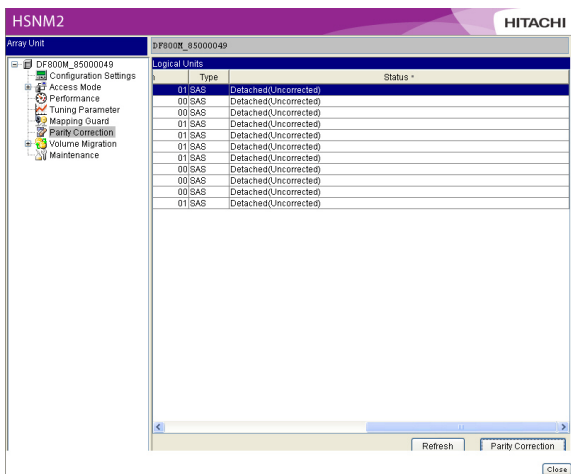 HSNM2
HITACHI
Array Unit
DF800M_85000049
DF800M_85000049
Configuration Settings
Access Mode
Performance
Tuning Parameter
Mapping Guard
Parity Correction
Volume Migration
Maintenance
Logical Units
Type Status
01 SAS Detached(Uncorrected)
00 SAS Detached(Uncorrected)
00 SAS Detached(Uncorrected)
01 SAS Detached(Uncorrected)
01 SAS Detached(Uncorrected)
01 SAS Detached(Uncorrected)
01 SAS Detached(Uncorrected)
00 SAS Detached(Uncorrected)
00 SAS Detached(Uncorrected)
00 SAS Detached(Uncorrected)
01 SAS Detached(Uncorrected)
Refresh Parity Correction
Close